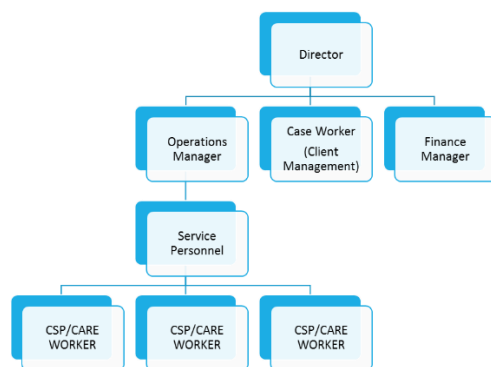 Director
Operations
Manager
Case Worker
(Client
Management)
Finance
Manager
Service
Personnel
CSP/CARE
WORKER
CSP/CARE
WORKER
CSP/CARE
WORKER